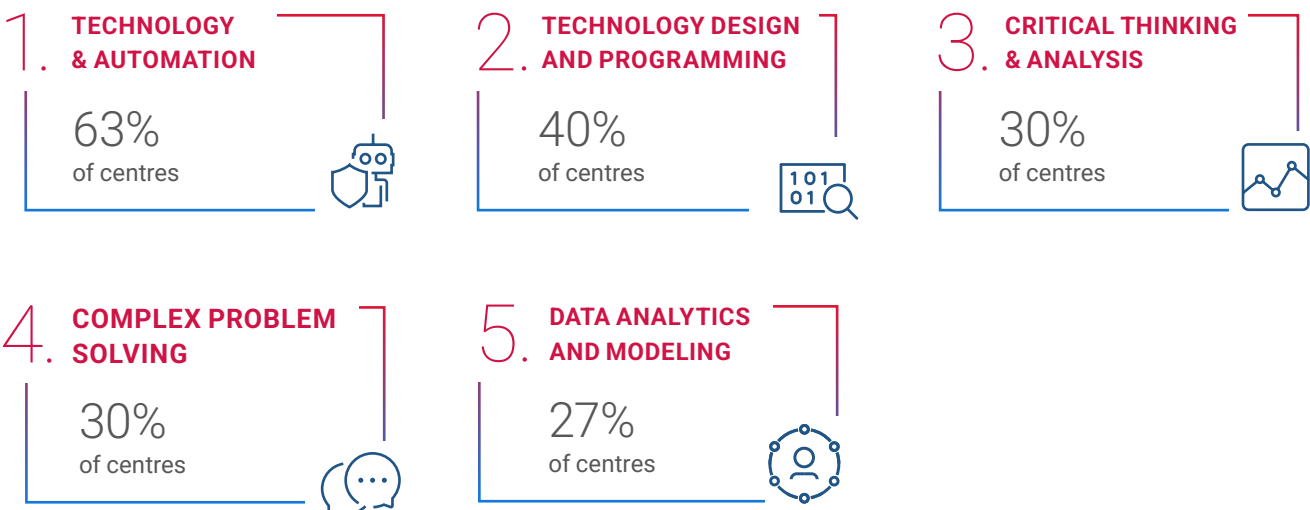 1. TECHNOLOGY
& AUTOMATION
63%
of centres
2. TECHNOLOGY DESIGN
AND PROGRAMMING
40%
of centres
101
01
3. CRITICAL THINKING
& ANALYSIS
30%
of centres
4. COMPLEX PROBLEM
SOLVING
30%
of centres
5. DATA ANALYTICS
AND MODELING
27%
of centres